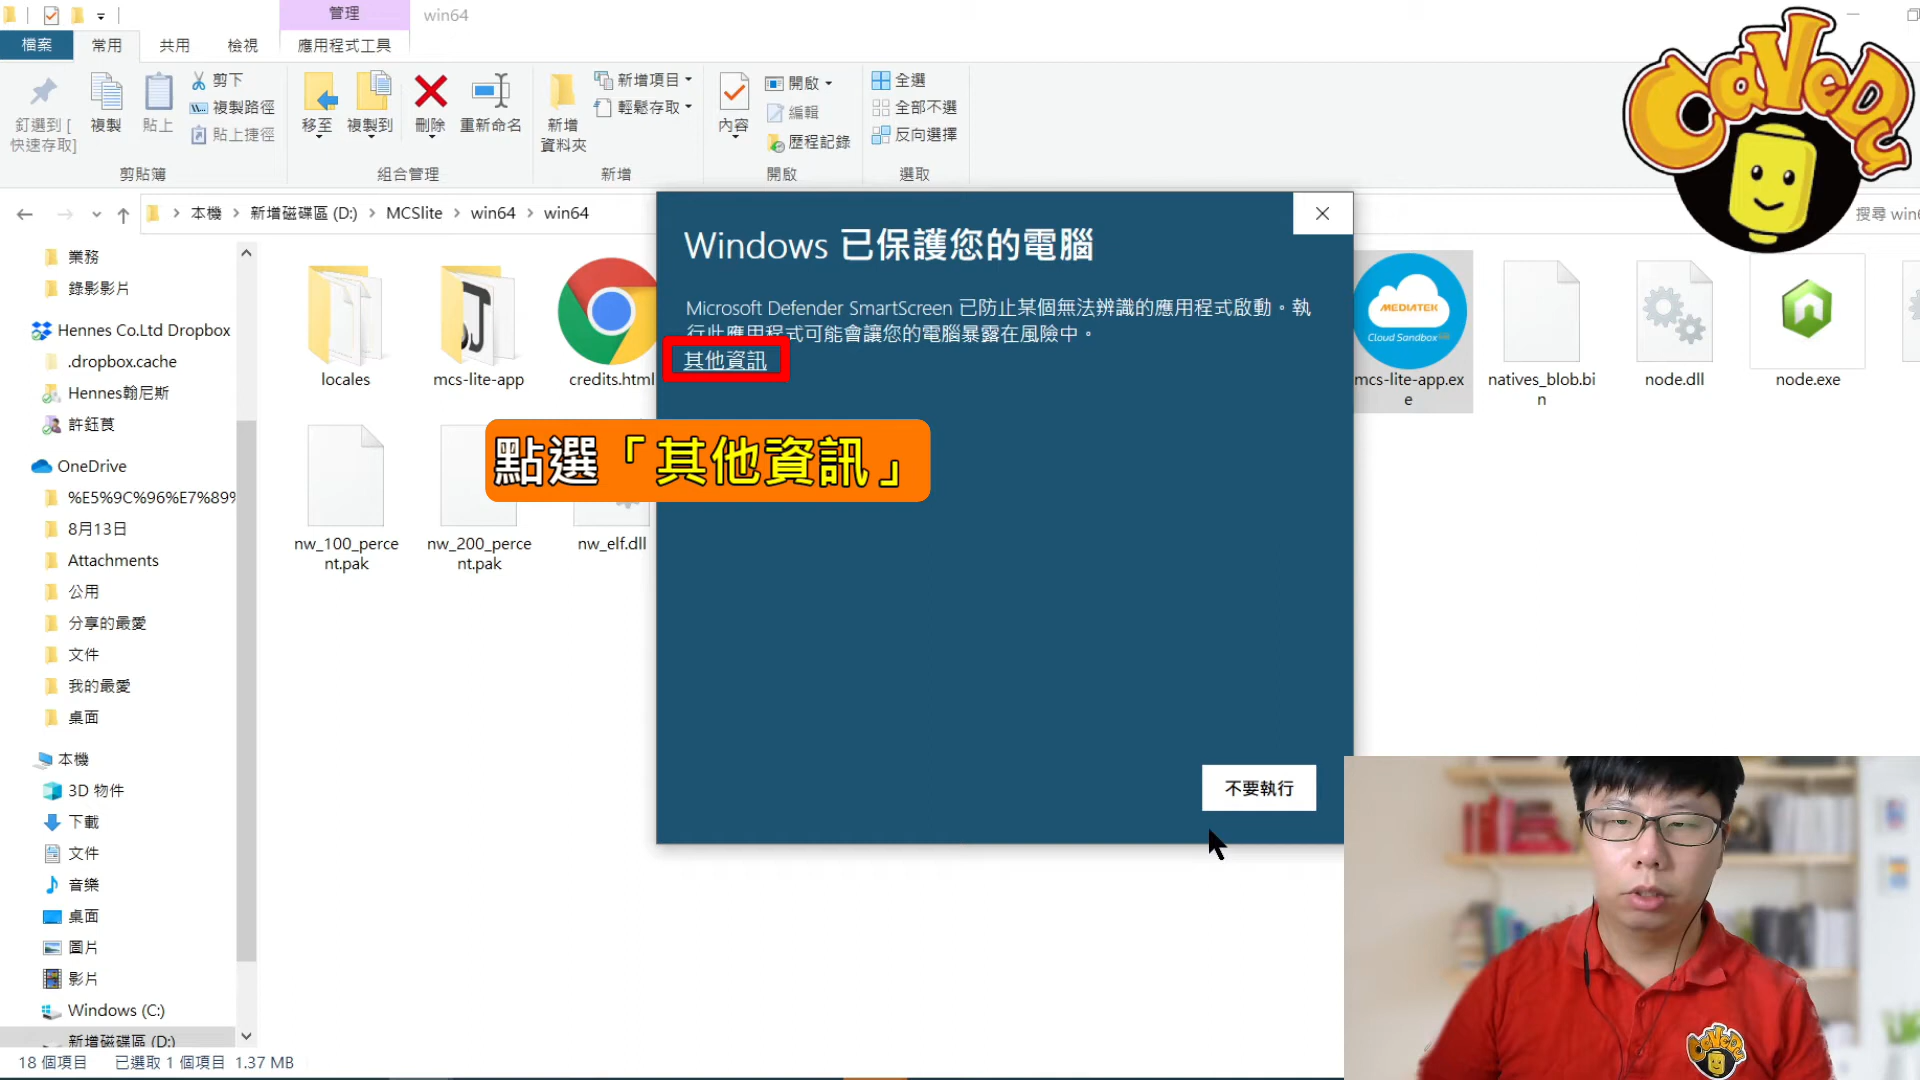 管理
win64
檔案
常用
共用
檢視
應用程式工具
釘選到 [
快速存取]
複製
貼上
剪下
複製路徑
貼上捷徑
剪貼簿
移至
複製到
刪除
重新命名
組合管理
新增
資料夾
新增項目
輕鬆存取
新增
內容
開啟
編輯
歷程記錄
開啟
全選
全部不選
反向選擇
選取
CAVEDU
本機
新增磁碟區 (D:)
MCSlite
win64
win64
搜尋 win6
業務
錄影影片
Hennes Co.Ltd Dropbox
.dropbox.cache
Hennes翰尼斯
許鈺莨
OneDrive
%E5%9C%96%E7%89%
8月13日
Attachments
公用
分享的最愛
文件
我的最愛
桌面
本機
3D 物件
下載
文件
音樂
桌面
圖片
影片
Windows (C:)
新增磁碟區 (D:)
18 個項目
已選取 1 個項目 1.37 MB
locales
mcs-lite-app
credits.html
MEDIATEK
Cloud Sandbox
mcs-lite-app.ex
e
natives_blob.bi
n
node.dll
node.exe
nw_100_perce
nt.pak
nw_200_perce
nt.pak
nw_elf.dll
Windows 已保護您的電腦
Microsoft Defender SmartScreen 已防止某個無法辨識的應用程式啟動。執
行此應用程式可能會讓您的電腦暴露在風險中。
其他資訊
點選「其他資訊」
不要執行
CAVEDU